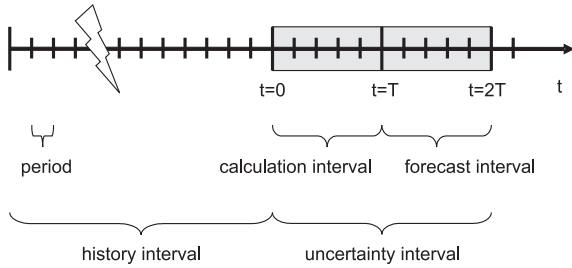 t=0 t=T t=2T t
period calculation interval forecast interval
history interval uncertainty interval